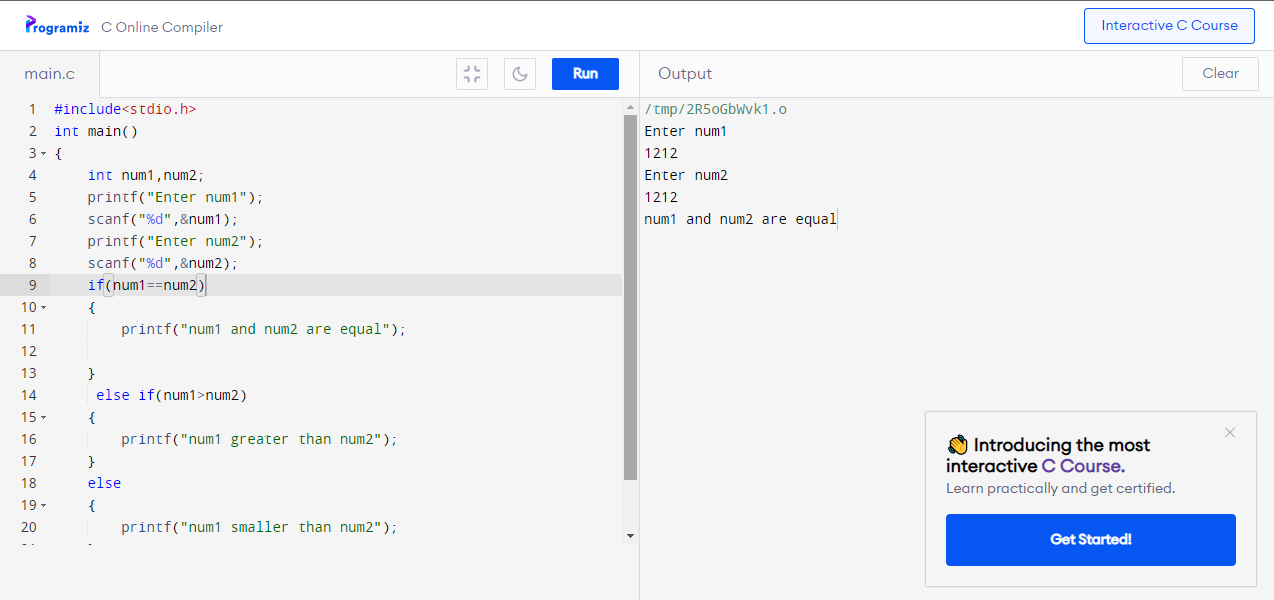 Programiz C Online Compiler
Interactive C Course
main.c
Run
Output
Clear
1 #include<stdio.h>
2 int main()
3 {
4 int num1,num2;
5 printf("Enter num1");
6 scanf("%d",&num1);
7 printf("Enter num2");
8 scanf("%d",&num2);
9 if(num1==num2)
10 {
11 printf("num1 and num2 are equal");
12
13 }
14 else if(num1>num2)
15 {
16 printf("num1 greater than num2");
17 }
18 else
19 {
20 printf("num1 smaller than num2");
/tmp/2R5oGbWvk1.o
Enter num1
1212
Enter num2
1212
num1 and num2 are equal
👏 Introducing the most
interactive C Course.
Learn practically and get certified.
Get Started!